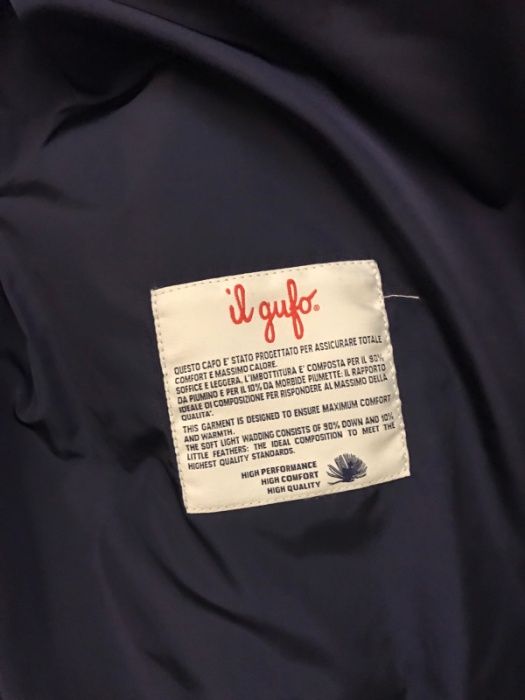 il gufo®
QUESTO CAPO E' STATO PROGETTATO PER ASSICURARE TOTALE
COMFORT E MASSIMO CALORE.
SOFFICE E LEGGERA, L'IMBOTTITURA E' COMPOSTA PER IL 90%
DA PIUMINO E PER IL 10% DA MORBIDE PIUMETTE: IL RAPPORTO
IDEALE DI COMPOSIZIONE PER RISPONDERE AL MASSIMO DELLA
QUALITA'.
THIS GARMENT IS DESIGNED TO ENSURE MAXIMUM COMFORT
AND WARMTH.
THE SOFT LIGHT WADDING CONSISTS OF 90% DOWN AND 10%
LITTLE FEATHERS: THE IDEAL COMPOSITION TO MEET THE
HIGHEST QUALITY STANDARDS.
HIGH PERFORMANCE
HIGH COMFORT
HIGH QUALITY